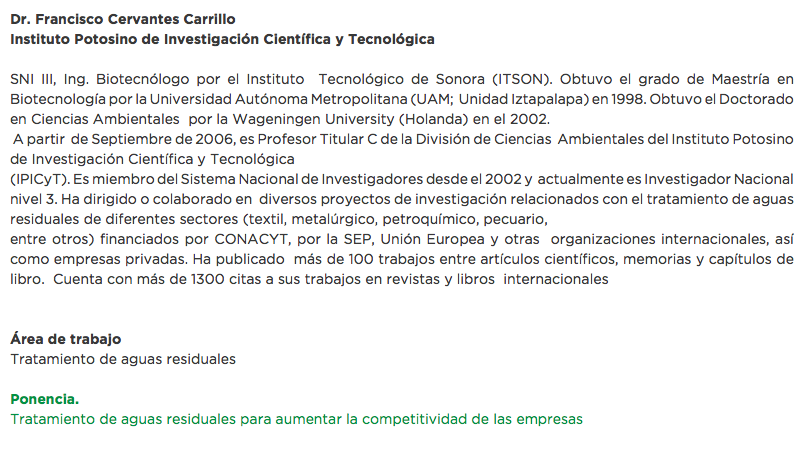 Dr. Francisco Cervantes Carrillo
Instituto Potosino de Investigación Científica y Tecnológica
SNI III, Ing. Biotecnólogo por el Instituto Tecnológico de Sonora (ITSON). Obtuvo el grado de Maestría en
Biotecnología por la Universidad Autónoma Metropolitana (UAM; Unidad Iztapalapa) en 1998. Obtuvo el Doctorado
en Ciencias Ambientales por la Wageningen University (Holanda) en el 2002.
A partir de Septiembre de 2006, es Profesor Titular C de la División de Ciencias Ambientales del Instituto Potosino
de Investigación Científica y Tecnológica
(IPICyT). Es miembro del Sistema Nacional de Investigadores desde el 2002 y actualmente es Investigador Nacional
nivel 3. Ha dirigido o colaborado en diversos proyectos de investigación relacionados con el tratamiento de aguas
residuales de diferentes sectores (textil, metalúrgico, petroquímico, pecuario,
entre otros) financiados por CONACYT, por la SEP, Unión Europea y otras organizaciones internacionales, así
como empresas privadas. Ha publicado más de 100 trabajos entre artículos científicos, memorias y capítulos de
libro. Cuenta con más de 1300 citas a sus trabajos en revistas y libros internacionales
Área de trabajo
Tratamiento de aguas residuales
Ponencia.
Tratamiento de aguas residuales para aumentar la competitividad de las empresas